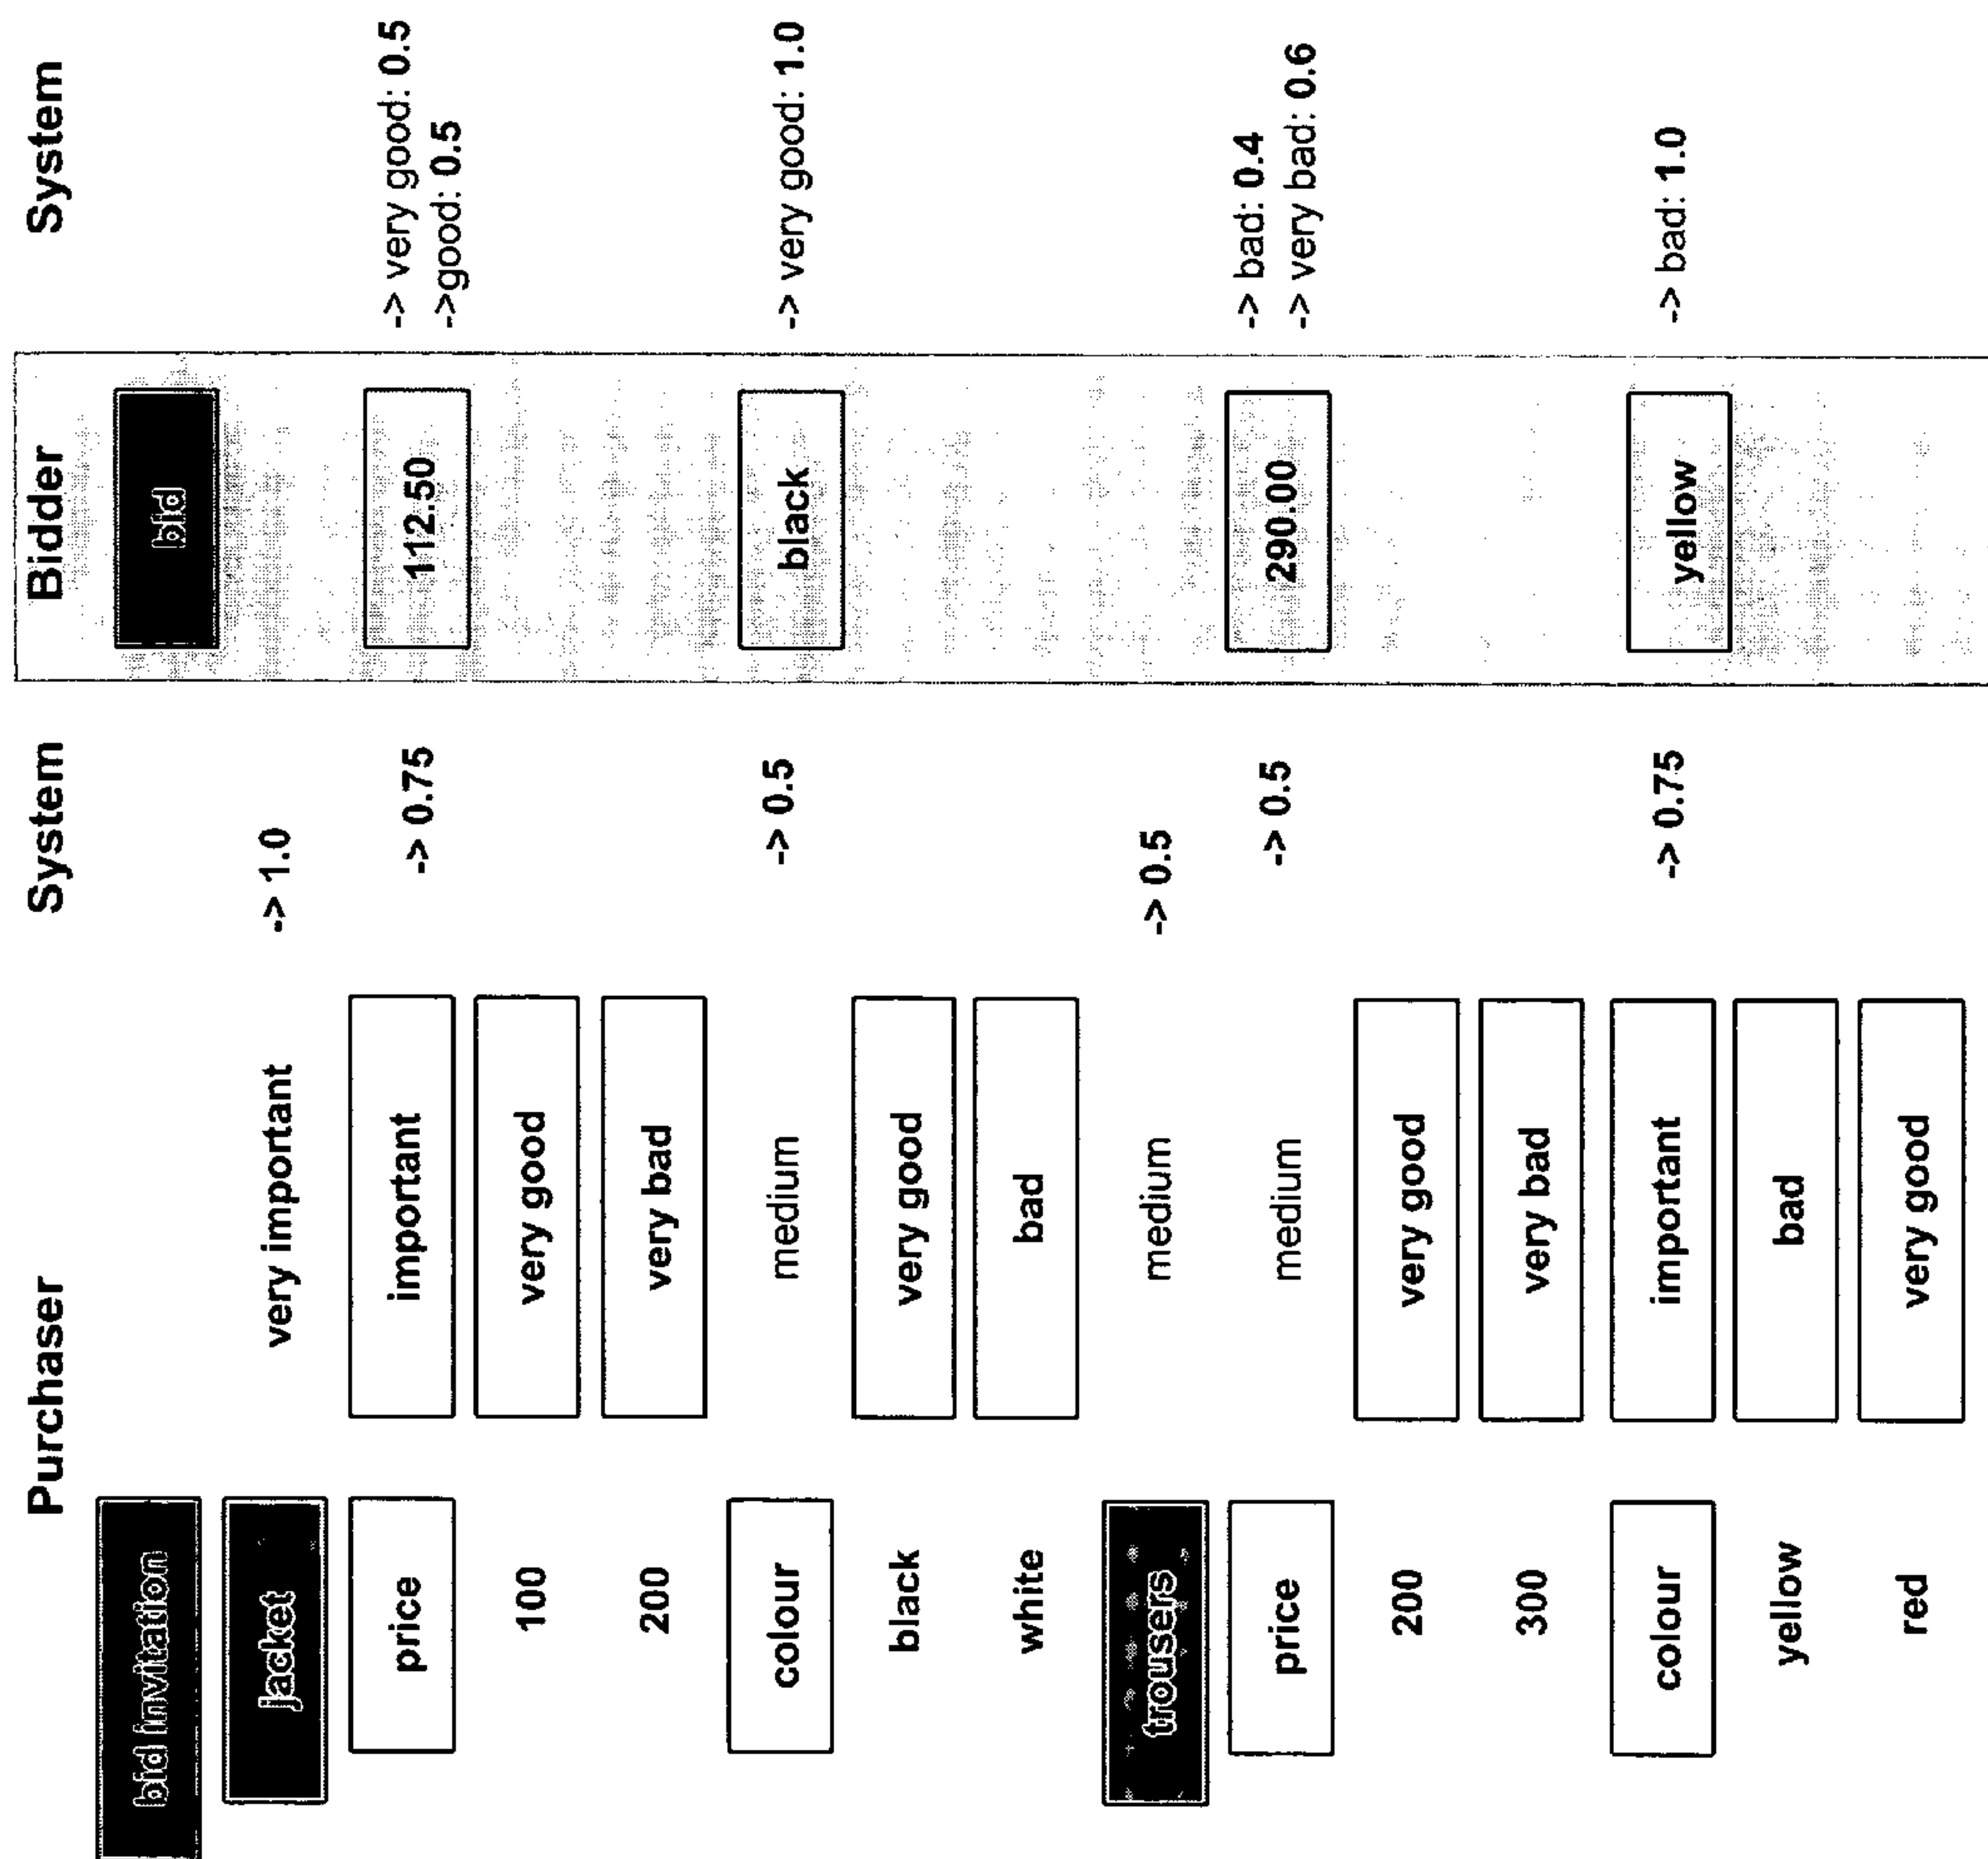 Purchaser System Bidder System
bid invitation bid
jacket very important -> 1.0
price important -> 0.75 112.50 -> very good: 0.5
->good: 0.5
100 very good
200 very bad
colour medium -> 0.5 black -> very good: 1.0
black very good
white bad
trousers medium -> 0.5
price medium -> 0.5 290.00 -> bad: 0.4
-> very bad: 0.6
200 very good
300 very bad
colour important -> 0.75 yellow -> bad: 1.0
yellow bad
red very good